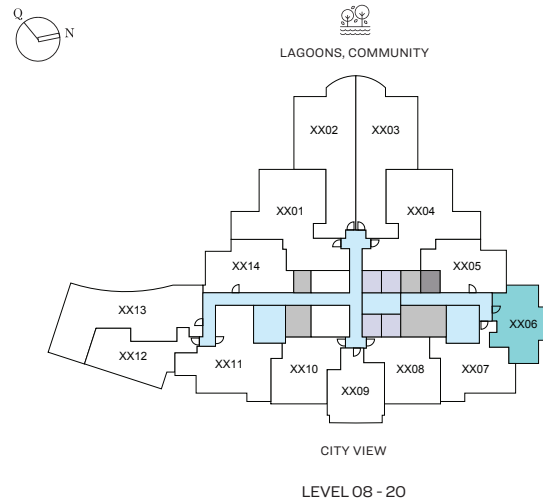 Q
N
LAGOONS, COMMUNITY
XX02 XX03
XX01 XX04
XX14 XX05
XX13
XX06
XX12
XX11 XX10 XX08 XX07
XX09
CITY VIEW
LEVEL 08 - 20